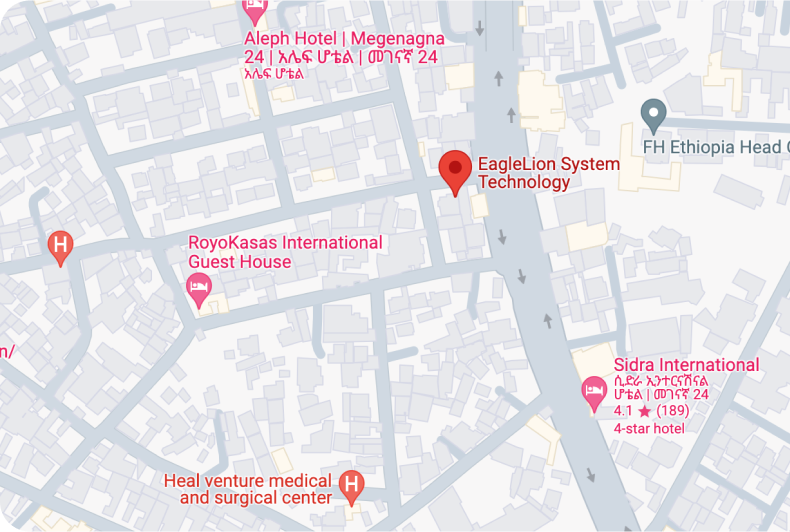 Aleph Hotel | Megenagna
24 | አሌፍ ሆቴል | መገናኛ 24
አሌፍ ሆቴል
FH Ethiopia Head
EagleLion System
Technology
RoyoKasas International
Guest House
H
n/
Sidra International
ሲድራ ኢንተርናሽናል
ሆቴል | መገናኛ 24
4.1 ★ (189)
4-star hotel
Heal venture medical
and surgical center
H